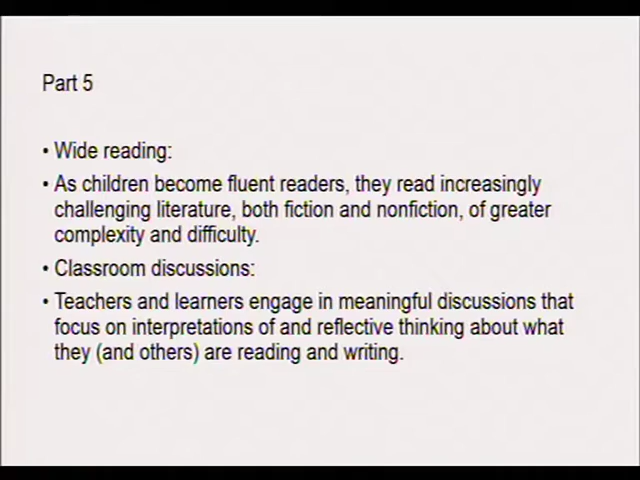 Part 5
• Wide reading:
• As children become fluent readers, they read increasingly
challenging literature, both fiction and nonfiction, of greater
complexity and difficulty.
• Classroom discussions:
• Teachers and learners engage in meaningful discussions that
focus on interpretations of and reflective thinking about what
they (and others) are reading and writing.